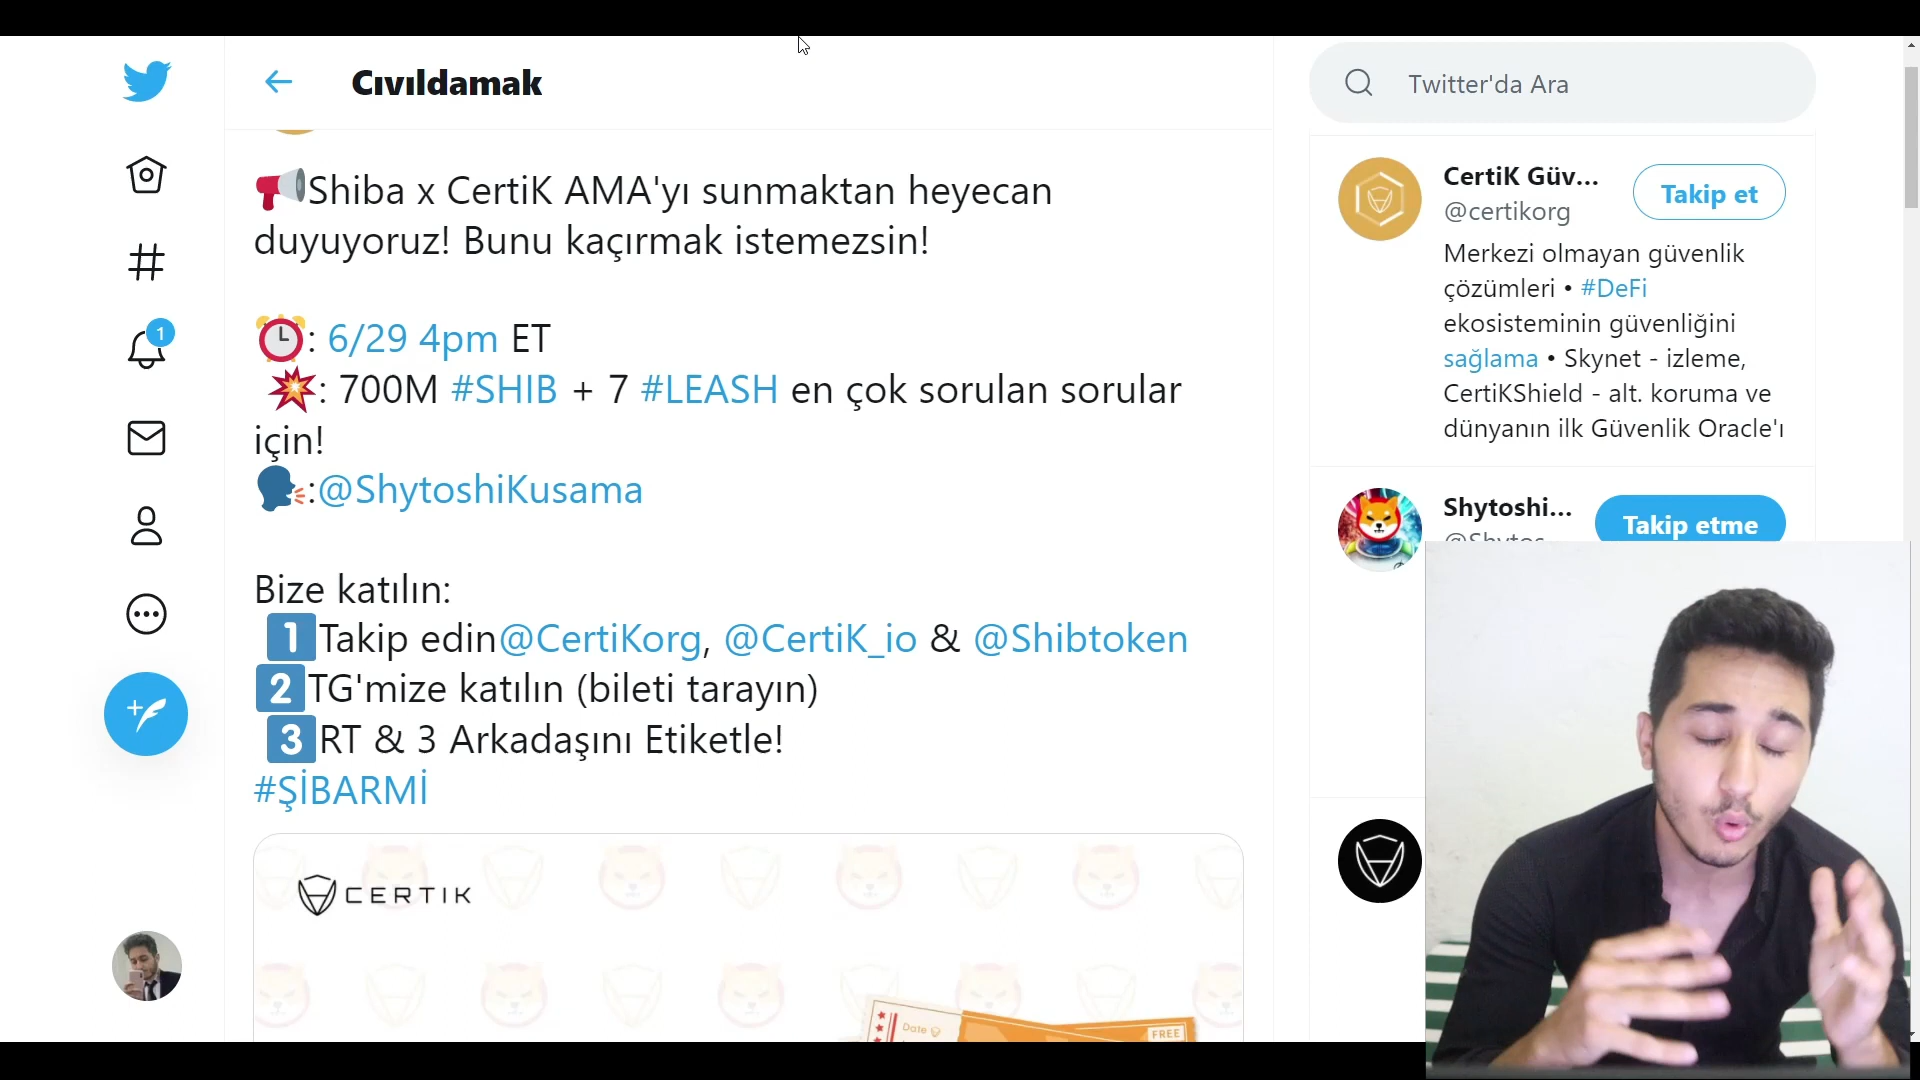 Cıvıldamak
Twitter'da Ara
1
Shiba x CertiK AMA'yı sunmaktan heyecan
duyuyoruz! Bunu kaçırmak istemezsin!
: 6/29 4pm ET
: 700M #SHIB + 7 #LEASH en çok sorulan sorular
için!
:@ShytoshiKusama
Bize katılın:
1 Takip edin@CertiKorg, @CertiK_io & @Shibtoken
2 TG'mize katılın (bileti tarayın)
3 RT & 3 Arkadaşını Etiketle!
#ŞİBARMİ
CERTIK
Date
FREE
CertiK Güv...
Takip et
@certikorg
Merkezi olmayan güvenlik
çözümleri • #DeFi
ekosisteminin güvenliğini
sağlama • Skynet - izleme,
CertiKShield - alt. koruma ve
dünyanın ilk Güvenlik Oracle'ı
Shytoshi...
Takip etme